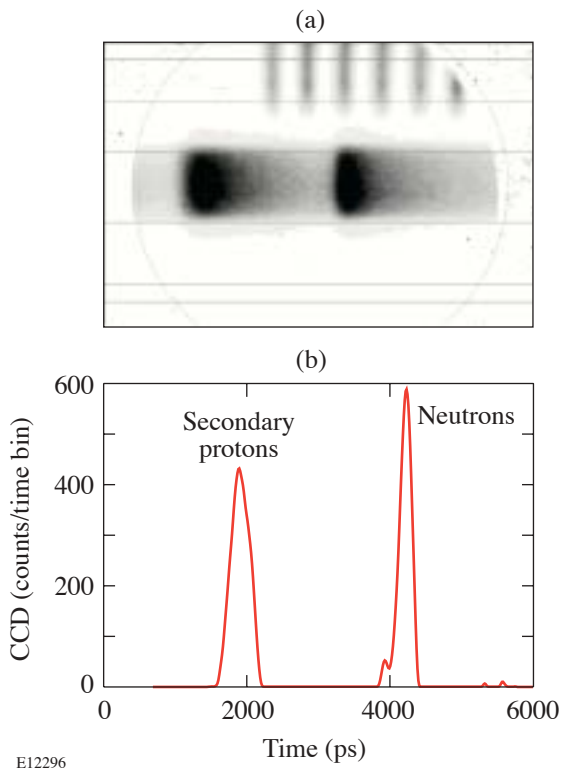 (a)
(b)
CCD (counts/time bin)
600
400
200
0
Secondary
protons
Neutrons
0 2000 4000 6000
Time (ps)
E12296